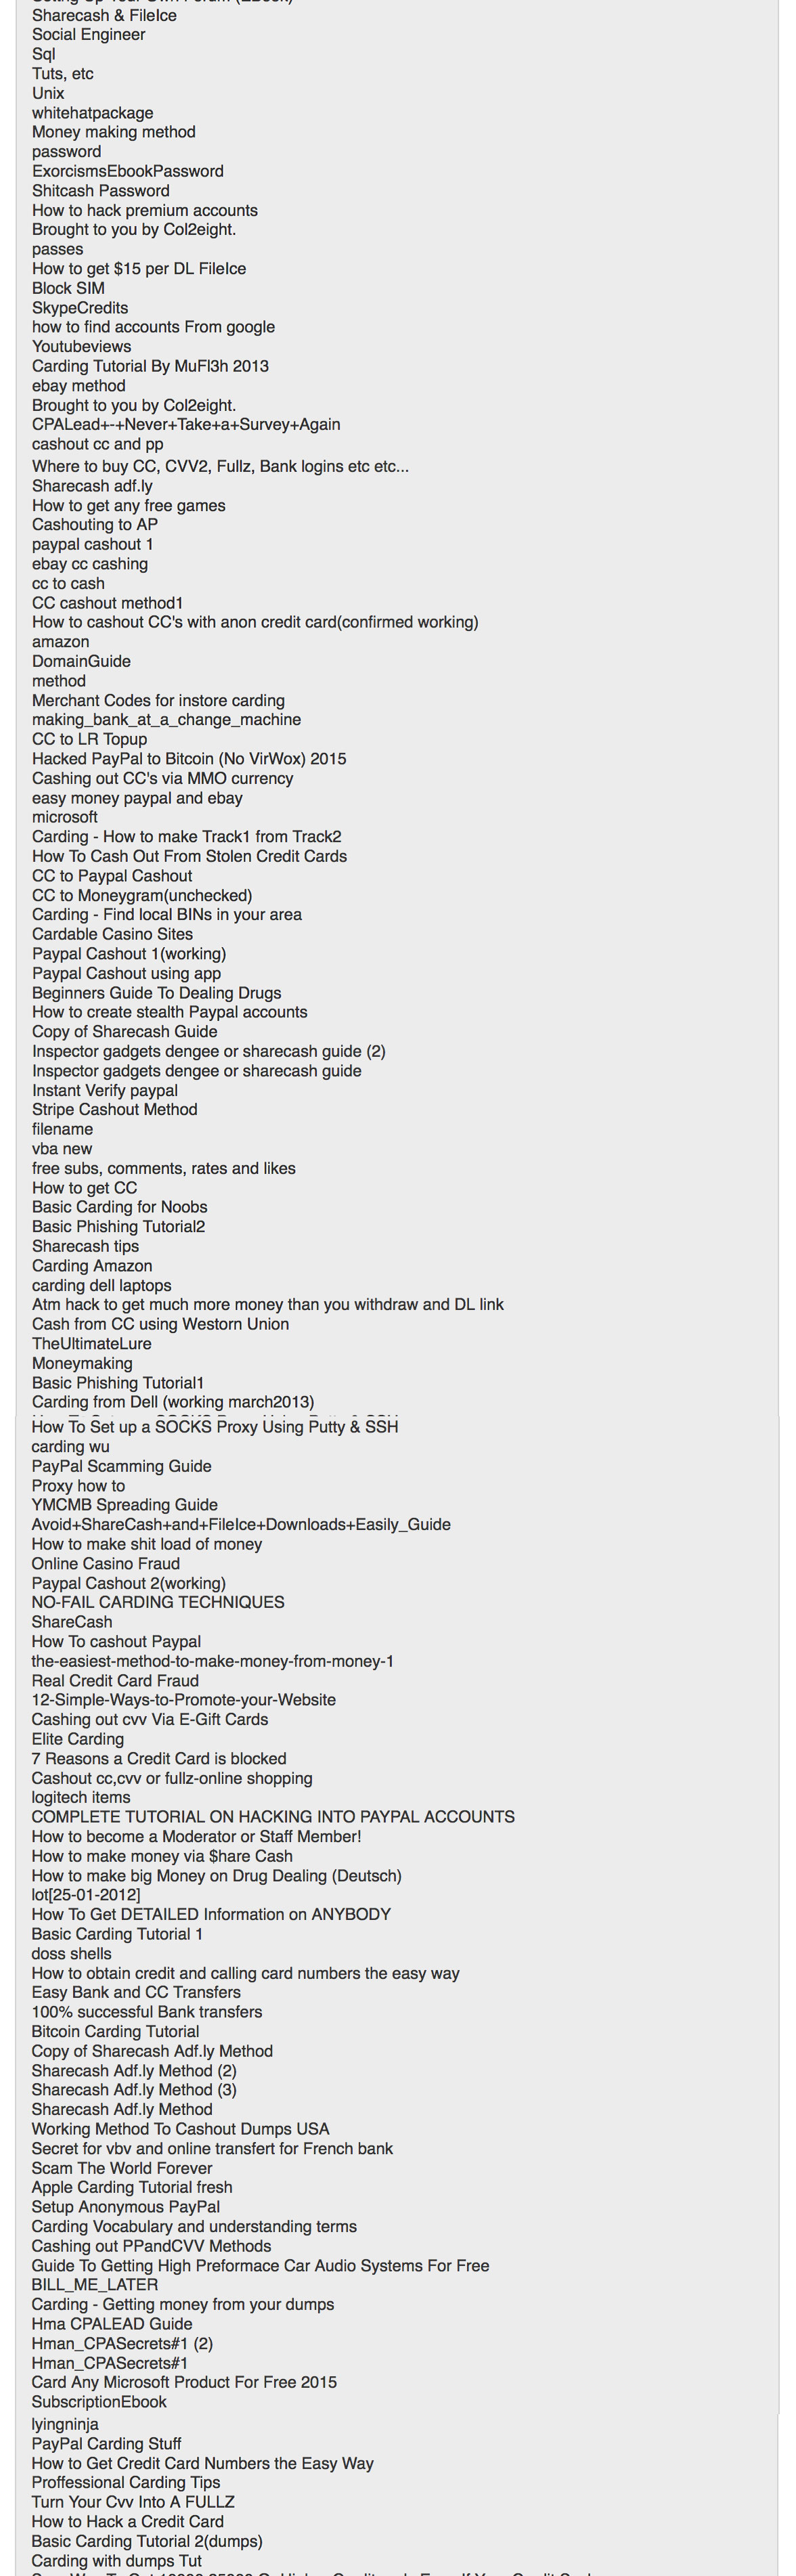 Setting Up Your Own Forum (EBook)
Sharecash & FileIce
Social Engineer
Sql
Tuts, etc
Unix
whitehatpackage
Money making method
password
ExorcismsEbookPassword
Shitcash Password
How to hack premium accounts
Brought to you by Col2eight.
passes
How to get $15 per DL FileIce
Block SIM
SkypeCredits
how to find accounts From google
Youtubeviews
Carding Tutorial By MuFl3h 2013
ebay method
Brought to you by Col2eight.
CPALead+-+Never+Take+a+Survey+Again
cashout cc and pp
Where to buy CC, CVV2, Fullz, Bank logins etc etc...
Sharecash adf.ly
How to get any free games
Cashouting to AP
paypal cashout 1
ebay cc cashing
cc to cash
CC cashout method1
How to cashout CC's with anon credit card(confirmed working)
amazon
DomainGuide
method
Merchant Codes for instore carding
making_bank_at_a_change_machine
CC to LR Topup
Hacked PayPal to Bitcoin (No VirWox) 2015
Cashing out CC's via MMO currency
easy money paypal and ebay
microsoft
Carding - How to make Track1 from Track2
How To Cash Out From Stolen Credit Cards
CC to Paypal Cashout
CC to Moneygram(unchecked)
Carding - Find local BINs in your area
Cardable Casino Sites
Paypal Cashout 1(working)
Paypal Cashout using app
Beginners Guide To Dealing Drugs
How to create stealth Paypal accounts
Copy of Sharecash Guide
Inspector gadgets dengee or sharecash guide (2)
Inspector gadgets dengee or sharecash guide
Instant Verify paypal
Stripe Cashout Method
filename
vba new
free subs, comments, rates and likes
How to get CC
Basic Carding for Noobs
Basic Phishing Tutorial2
Sharecash tips
Carding Amazon
carding dell laptops
Atm hack to get much more money than you withdraw and DL link
Cash from CC using Westorn Union
TheUltimateLure
Moneymaking
Basic Phishing Tutorial1
Carding from Dell (working march2013)
How To Set up a SOCKS Proxy Using Putty & SSH
carding wu
PayPal Scamming Guide
Proxy how to
YMCMB Spreading Guide
Avoid+ShareCash+and+FileIce+Downloads+Easily_Guide
How to make shit load of money
Online Casino Fraud
Paypal Cashout 2(working)
NO-FAIL CARDING TECHNIQUES
ShareCash
How To cashout Paypal
the-easiest-method-to-make-money-from-money-1
Real Credit Card Fraud
12-Simple-Ways-to-Promote-your-Website
Cashing out cvv Via E-Gift Cards
Elite Carding
7 Reasons a Credit Card is blocked
Cashout cc,cvv or fullz-online shopping
logitech items
COMPLETE TUTORIAL ON HACKING INTO PAYPAL ACCOUNTS
How to become a Moderator or Staff Member!
How to make money via $hare Cash
How to make big Money on Drug Dealing (Deutsch)
lot[25-01-2012]
How To Get DETAILED Information on ANYBODY
Basic Carding Tutorial 1
doss shells
How to obtain credit and calling card numbers the easy way
Easy Bank and CC Transfers
100% successful Bank transfers
Bitcoin Carding Tutorial
Copy of Sharecash Adf.ly Method
Sharecash Adf.ly Method (2)
Sharecash Adf.ly Method (3)
Sharecash Adf.ly Method
Working Method To Cashout Dumps USA
Secret for vbv and online transfert for French bank
Scam The World Forever
Apple Carding Tutorial fresh
Setup Anonymous PayPal
Carding Vocabulary and understanding terms
Cashing out PPandCVV Methods
Guide To Getting High Preformace Car Audio Systems For Free
BILL_ME_LATER
Carding - Getting money from your dumps
Hma CPALEAD Guide
Hman_CPASecrets#1 (2)
Hman_CPASecrets#1
Card Any Microsoft Product For Free 2015
SubscriptionEbook
lyingninja
PayPal Carding Stuff
How to Get Credit Card Numbers the Easy Way
Proffessional Carding Tips
Turn Your Cvv Into A FULLZ
How to Hack a Credit Card
Basic Carding Tutorial 2(dumps)
Carding with dumps Tut